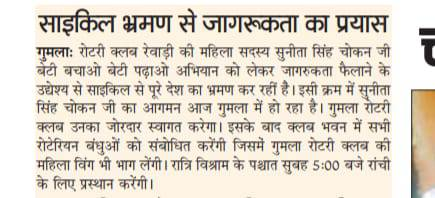 साइकिल भ्रमण से जागरूकता का प्रयास
गुमला: रोटरी क्लब रेवाड़ी की महिला सदस्य सुनीता सिंह चोकन जी
बेटी बचाओ बेटी पढ़ाओ अभियान को लेकर जागरुकता फैलाने के
उद्येश्य से साइकिल से पूरे देश का भ्रमण कर रहीं है। इसी क्रम में सुनीता
सिंह चोकन जी का आगमन आज गुमला में हो रहा है। गुमला रोटरी
क्लब उनका जोरदार स्वागत करेगा। इसके बाद क्लब भवन में सभी
रोटेरियन बंधुओं को संबोधित करेंगी जिसमें गुमला रोटरी क्लब की
महिला विंग भी भाग लेंगी। रात्रि विश्राम के पश्चात सुबह 5:00 बजे रांची
के लिए प्रस्थान करेंगी।